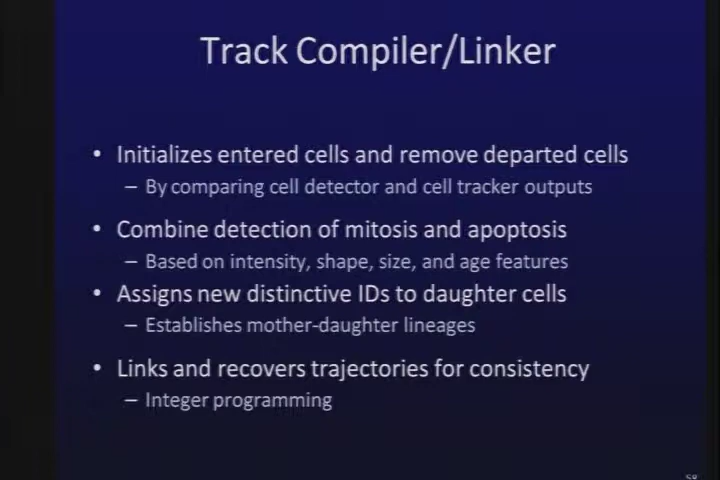 Track Compiler/Linker
• Initializes entered cells and remove departed cells
– By comparing cell detector and cell tracker outputs
• Combine detection of mitosis and apoptosis
– Based on intensity, shape, size, and age features
• Assigns new distinctive IDs to daughter cells
– Establishes mother-daughter lineages
• Links and recovers trajectories for consistency
– Integer programming